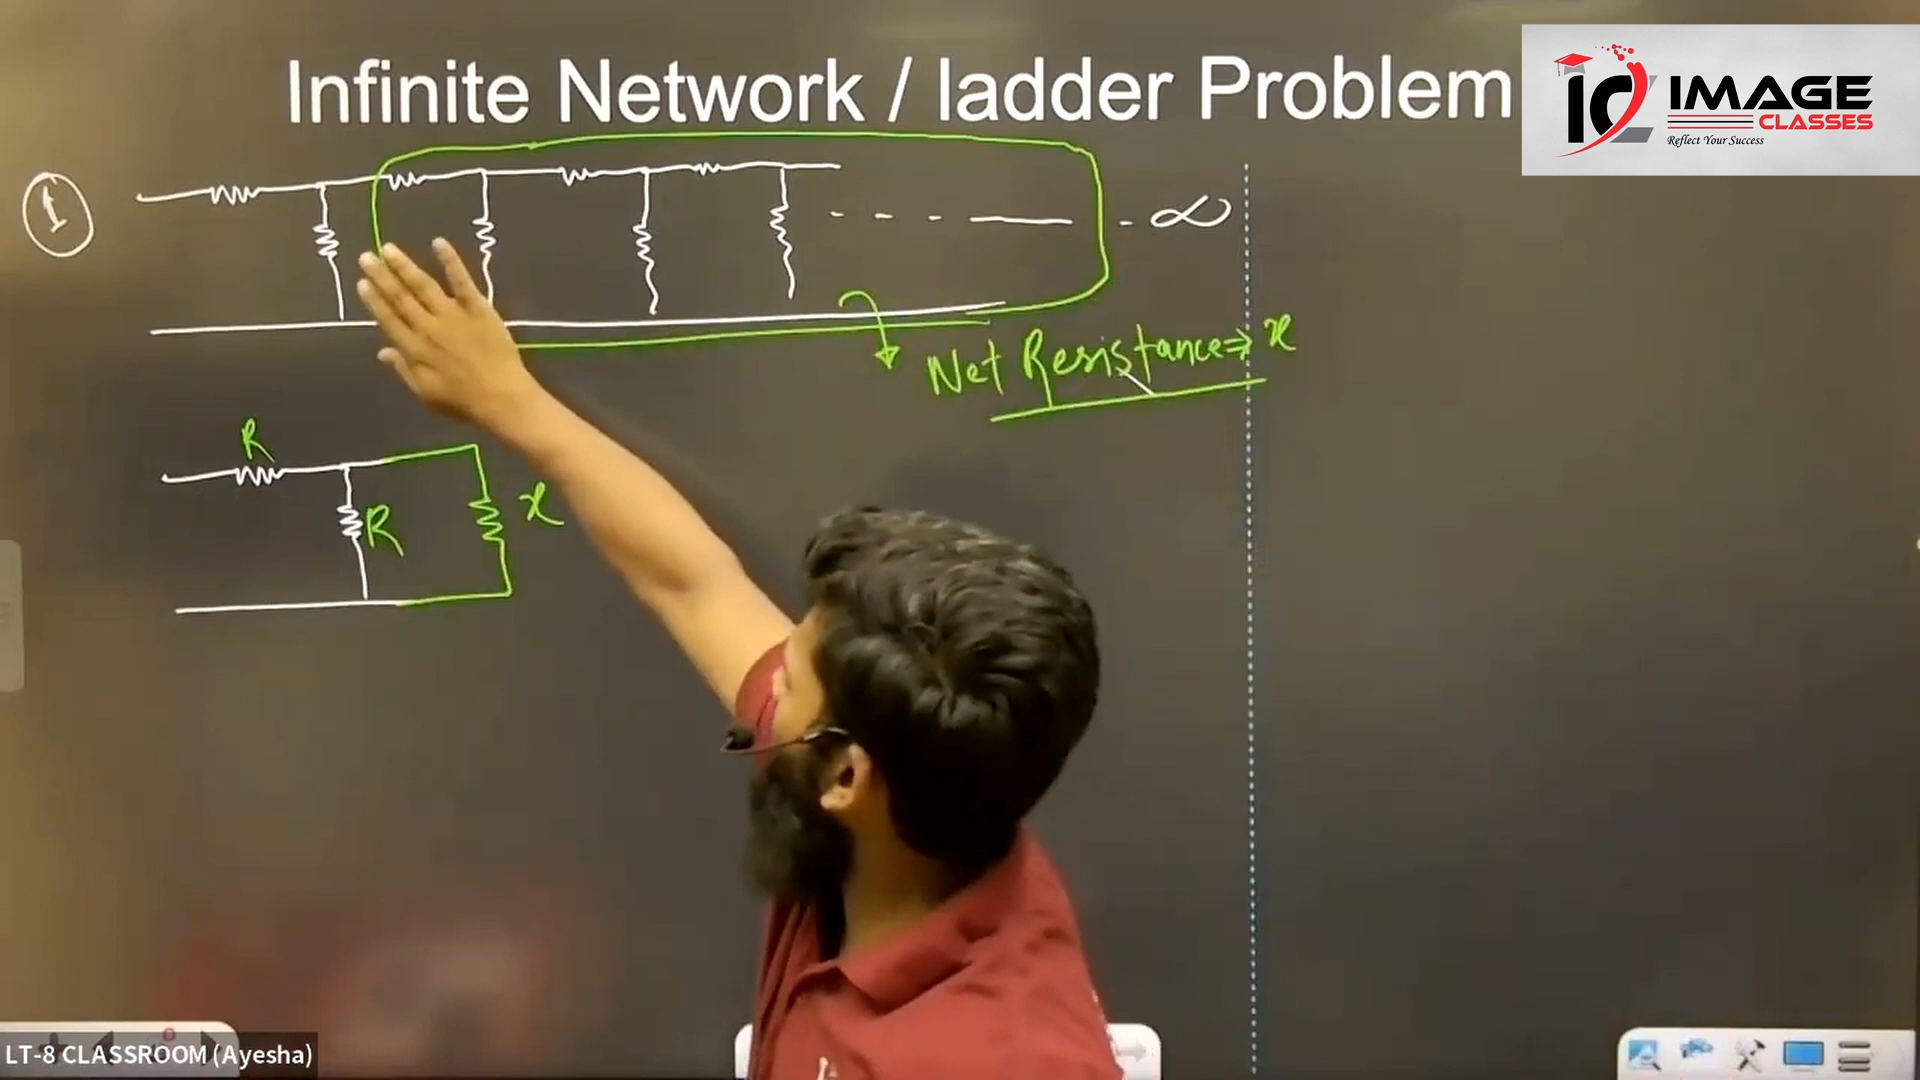 Infinite Network / ladder Problem
IMAGE
CLASSES
Reflect Your Success
1
∞
Net Resistance ⇒ x
R
R
x
LT-8 CLASSROOM (Ayesha)